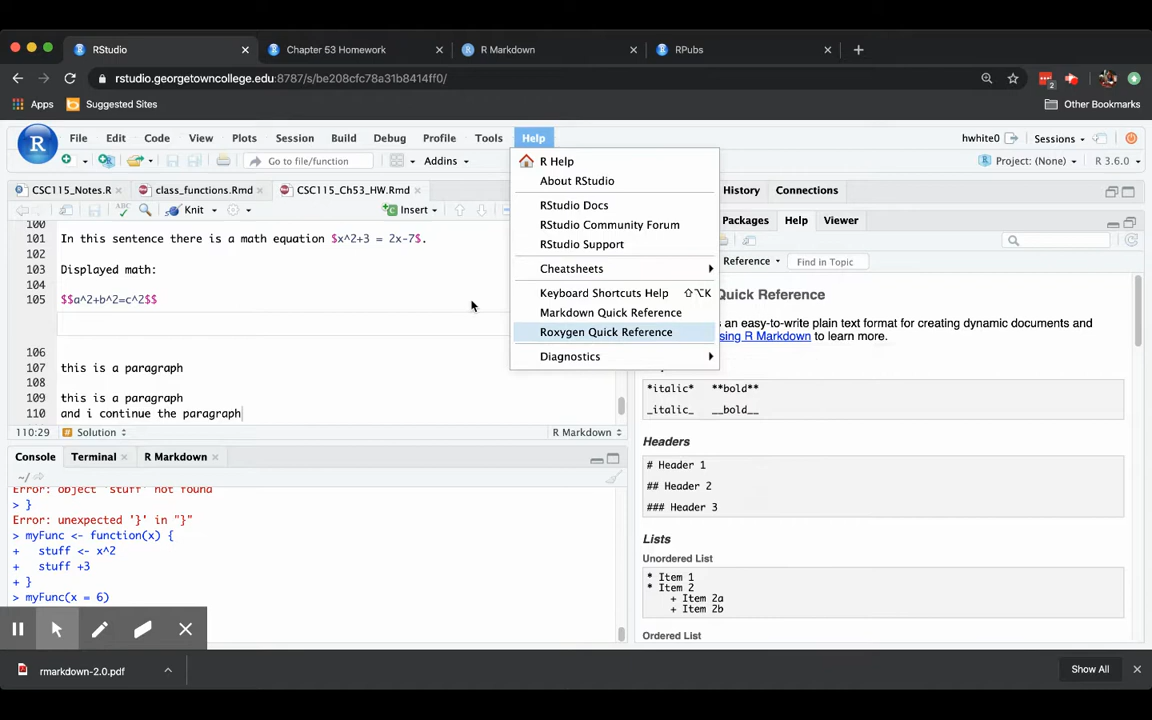 RStudio
Chapter 53 Homework
R Markdown
RPubs
rstudio.georgetowncollege.edu:8787/s/be208cfc78a31b8414ff0/
2
Apps
Suggested Sites
Other Bookmarks
R
File Edit Code View Plots Session Build Debug Profile Tools Help
hwhite0
Sessions
Go to file/function
Addins
Project: (None)
R 3.6.0
CSC115_Notes.R
class_functions.Rmd
CSC115_Ch53_HW.Rmd
Knit
Insert
100
101 In this sentence there is a math equation $x^2+3 = 2x-7$.
102
103 Displayed math:
104
105 $$a^2+b^2=c^2$$
106
107 this is a paragraph
108
109 this is a paragraph
110 and i continue the paragraph
110:29
Solution
R Markdown
R Help
About RStudio
RStudio Docs
RStudio Community Forum
RStudio Support
Cheatsheets
Keyboard Shortcuts Help ⇧⌥K
Markdown Quick Reference
Roxygen Quick Reference
Diagnostics
History
Connections
Packages
Help
Viewer
Reference
Find in Topic
Quick Reference
an easy-to-write plain text format for creating dynamic documents and
using R Markdown to learn more.
*italic* **bold**
_italic_ __bold__
Headers
# Header 1
## Header 2
### Header 3
Lists
Unordered List
* Item 1
* Item 2
+ Item 2a
+ Item 2b
Ordered List
Console
Terminal
R Markdown
~/
Error: object 'stuff' not found
> }
Error: unexpected '}' in "}"
> myFunc <- function(x) {
+ stuff <- x^2
+ stuff +3
+ }
> myFunc(x = 6)
rmarkdown-2.0.pdf
Show All